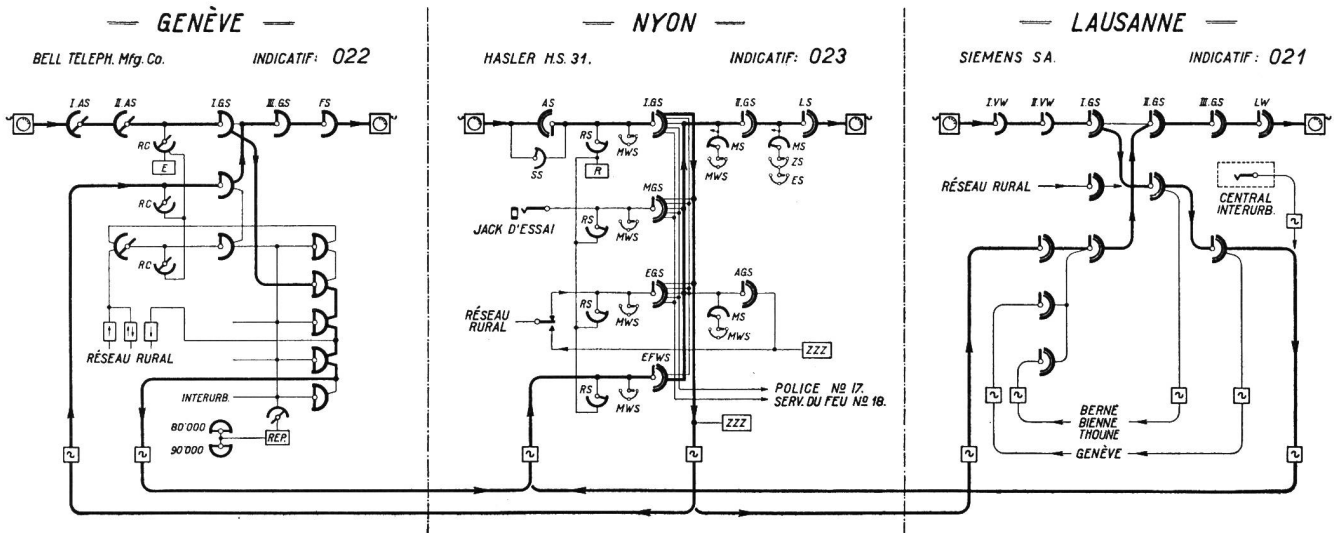 GENÈVE
BELL TELEPH. Mfg. Co. INDICATIF: 022
I.AS II.AS I.GS III.GS FS
RC
E
RC
RC
RÉSEAU RURAL
INTERURB.
80'000
90'000
REP.
NYON
HASLER H.S. 31. INDICATIF: 023
AS I.GS II.GS LS
RS MWS MS MS
SS R MWS ZS
ES
MGS
JACK D'ESSAI RS MWS
EGS AGS
RÉSEAU RURAL RS MWS MS
MWS
ZZZ
EFWS
RS MWS
POLICE Nº 17.
SERV. DU FEU Nº 18.
ZZZ
LAUSANNE
SIEMENS S.A. INDICATIF: 021
I.VW II.VW I.GS II.GS III.GS LW
RÉSEAU RURAL
CENTRAL
INTERURB.
BERNE
BIENNE
THOUNE
GENÈVE